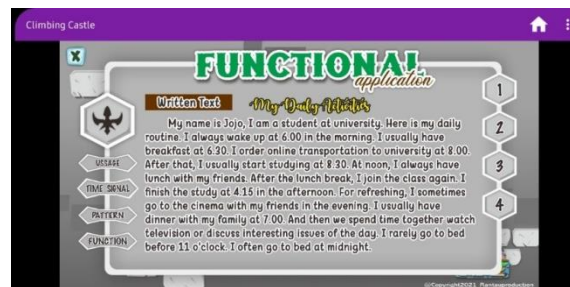 Climbing Castle
X
FUNCTIONAL
application
Written Text
My Daily Activities
My name is Jojo, I am a student at university. Here is my daily
routine. I always wake up at 6.00 in the morning. I usually have
breakfast at 6.30. I order online transportation to university at 8.00.
After that, I usually start studying at 8.30. At noon, I always have
lunch with my friends. After the lunch break, I join the class again. I
finish the study at 4.15 in the afternoon. For refreshing, I sometimes
go to the cinema with my friends in the evening. I usually have
dinner with my family at 7.00. And then we spend time together watch
television or discuss interesting issues of the day. I rarely go to bed
before 11 o'clock. I often go to bed at midnight.
USSAGE
TIME SIGNAL
PATTERN
FUNCTION
1
2
3
4
@Copyright2021_Rantauproduction